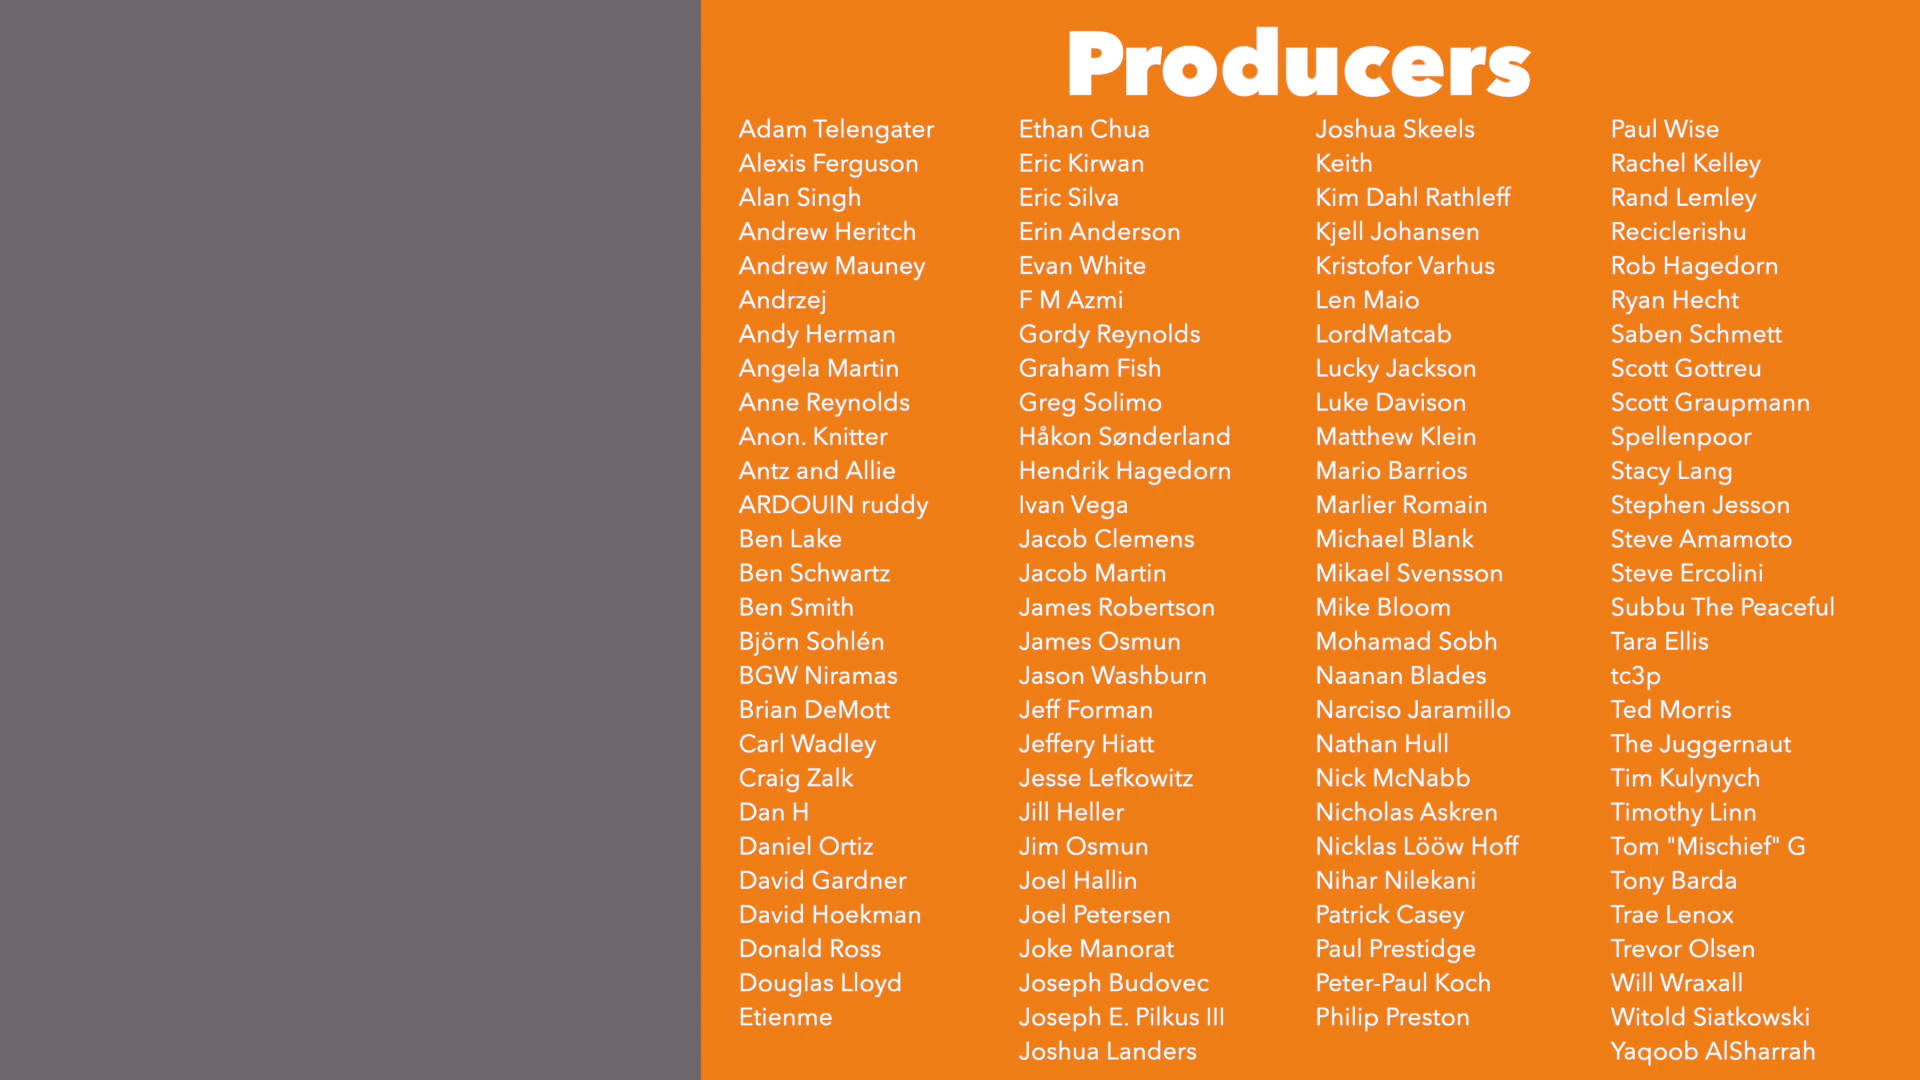 Producers
Adam Telengater
Alexis Ferguson
Alan Singh
Andrew Heritch
Andrew Mauney
Andrzej
Andy Herman
Angela Martin
Anne Reynolds
Anon. Knitter
Antz and Allie
ARDOUIN ruddy
Ben Lake
Ben Schwartz
Ben Smith
Björn Sohlén
BGW Niramas
Brian DeMott
Carl Wadley
Craig Zalk
Dan H
Daniel Ortiz
David Gardner
David Hoekman
Donald Ross
Douglas Lloyd
Etienme
Ethan Chua
Eric Kirwan
Eric Silva
Erin Anderson
Evan White
F M Azmi
Gordy Reynolds
Graham Fish
Greg Solimo
Håkon Sønderland
Hendrik Hagedorn
Ivan Vega
Jacob Clemens
Jacob Martin
James Robertson
James Osmun
Jason Washburn
Jeff Forman
Jeffery Hiatt
Jesse Lefkowitz
Jill Heller
Jim Osmun
Joel Hallin
Joel Petersen
Joke Manorat
Joseph Budovec
Joseph E. Pilkus III
Joshua Landers
Joshua Skeels
Keith
Kim Dahl Rathleff
Kjell Johansen
Kristofor Varhus
Len Maio
LordMatcab
Lucky Jackson
Luke Davison
Matthew Klein
Mario Barrios
Marlier Romain
Michael Blank
Mikael Svensson
Mike Bloom
Mohamad Sobh
Naanan Blades
Narciso Jaramillo
Nathan Hull
Nick McNabb
Nicholas Askren
Nicklas Lööw Hoff
Nihar Nilekani
Patrick Casey
Paul Prestidge
Peter-Paul Koch
Philip Preston
Paul Wise
Rachel Kelley
Rand Lemley
Reciclerishu
Rob Hagedorn
Ryan Hecht
Saben Schmett
Scott Gottreu
Scott Graupmann
Spellenpoor
Stacy Lang
Stephen Jesson
Steve Amamoto
Steve Ercolini
Subbu The Peaceful
Tara Ellis
tc3p
Ted Morris
The Juggernaut
Tim Kulynych
Timothy Linn
Tom "Mischief" G
Tony Barda
Trae Lenox
Trevor Olsen
Will Wraxall
Witold Siatkowski
Yaqoob AlSharrah